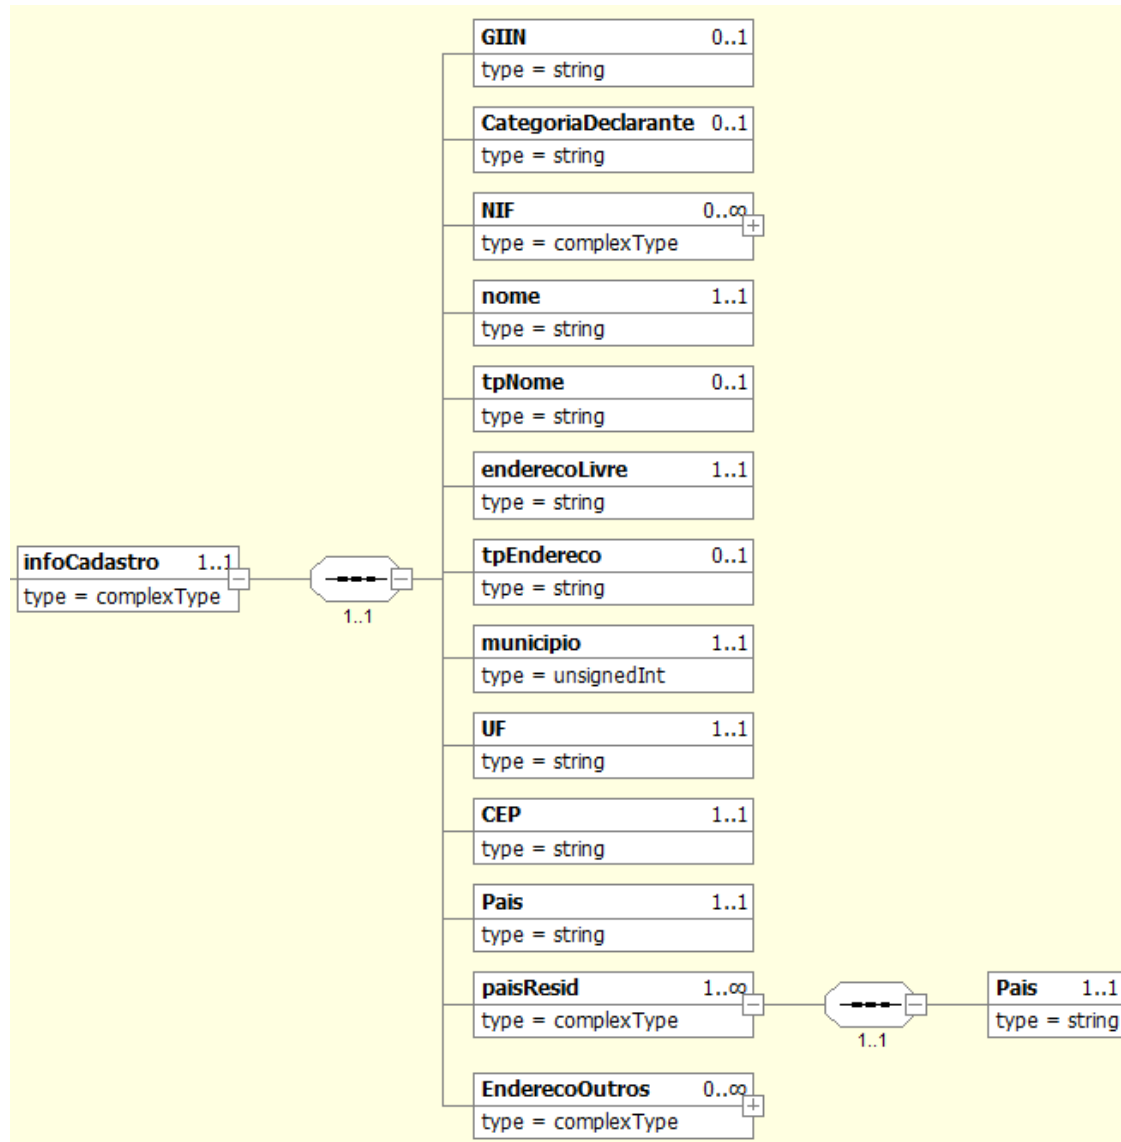 GIIN 0..1
type = string
CategoriaDeclarante 0..1
type = string
NIF 0..∞
type = complexType
nome 1..1
type = string
tpNome 0..1
type = string
enderecoLivre 1..1
type = string
infoCadastro 1..1
type = complexType
1..1
tpEndereco 0..1
type = string
municipio 1..1
type = unsignedInt
UF 1..1
type = string
CEP 1..1
type = string
Pais 1..1
type = string
paisResid 1..∞
type = complexType
1..1
Pais 1..1
type = string
EnderecoOutros 0..∞
type = complexType